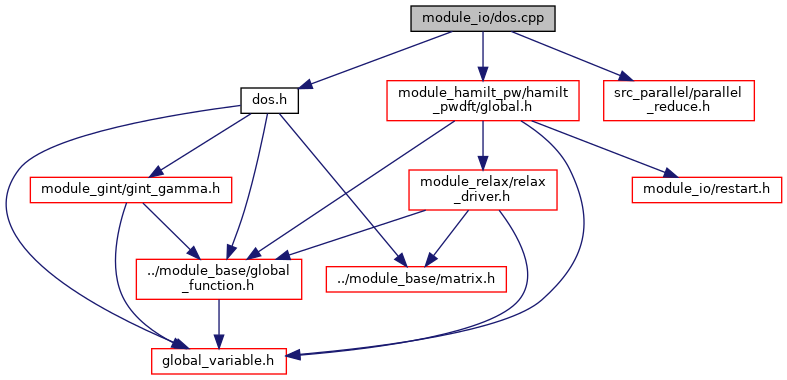 module_io/dos.cpp
dos.h
module_hamilt_pw/hamilt
_pwdft/global.h
src_parallel/parallel
_reduce.h
module_gint/gint_gamma.h
module_relax/relax
_driver.h
module_io/restart.h
../module_base/global
_function.h
../module_base/matrix.h
global_variable.h